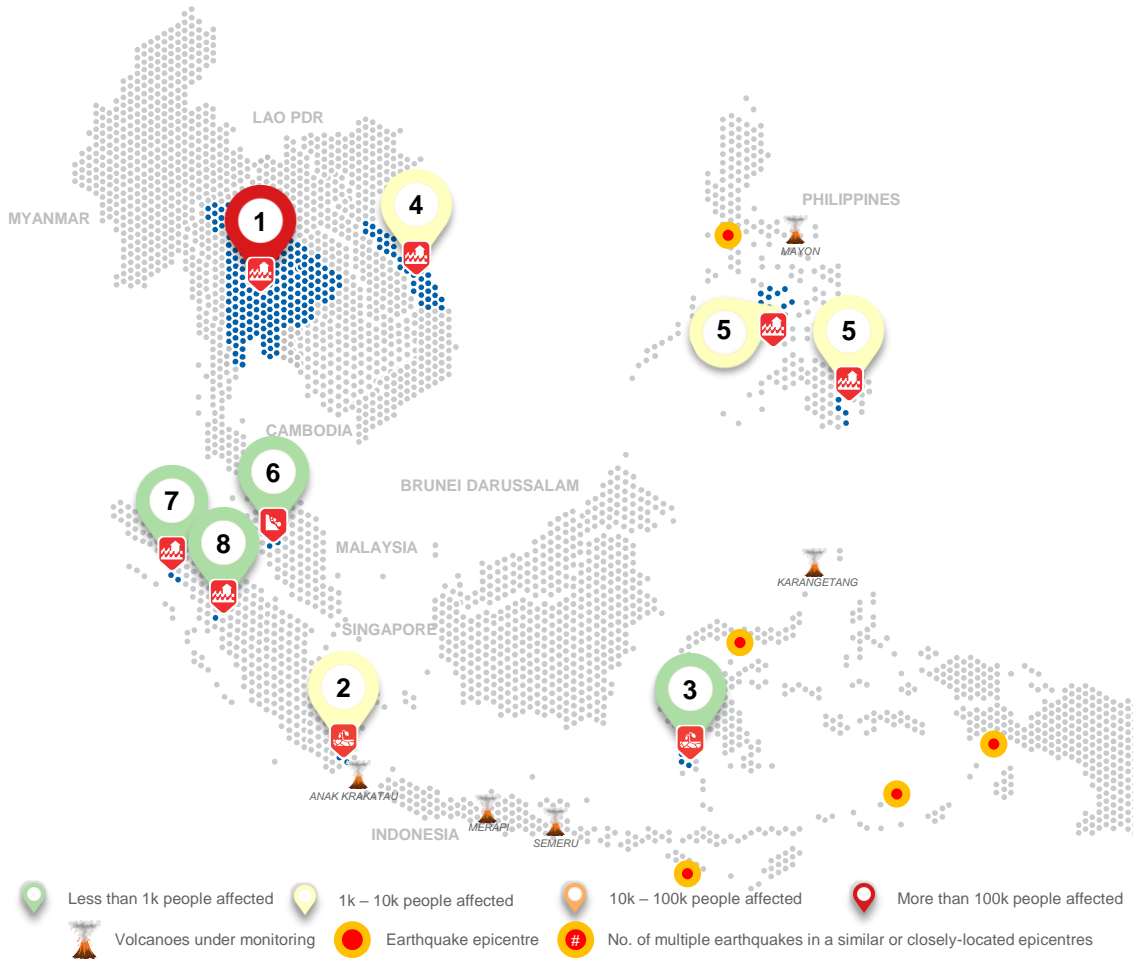 LAO PDR
MYANMAR
1
4
PHILIPPINES
MAYON
5
5
CAMBODIA
6
7
8
BRUNEI DARUSSALAM
MALAYSIA
KARANGETANG
SINGAPORE
2
3
ANAK KRAKATAU
MERAPI
INDONESIA
SEMERU
Less than 1k people affected
1k – 10k people affected
10k – 100k people affected
More than 100k people affected
Volcanoes under monitoring
Earthquake epicentre
# No. of multiple earthquakes in a similar or closely-located epicentres